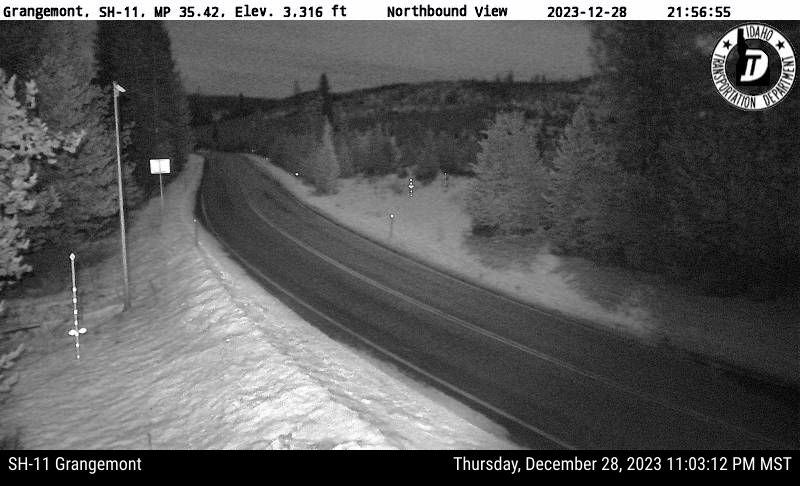 Grangemont, SH-11, MP 35.42, Elev. 3,316 ft Northbound View 2023-12-28 21:56:55
IDAHO
TRANSPORTATION DEPARTMENT
SH-11 Grangemont Thursday, December 28, 2023 11:03:12 PM MST